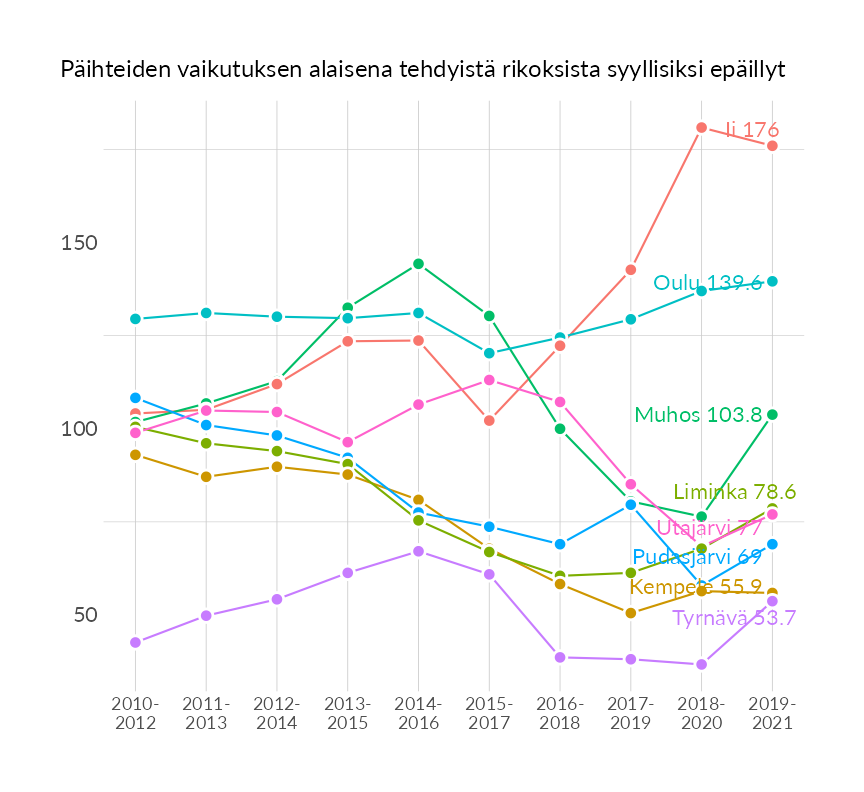 Päihteiden vaikutuksen alaisena tehdyistä rikoksista syyllisiksi epäillyt
Ii 176
150
Oulu 139.6
Muhos 103.8
100
Liminka 78.6
Utajärvi 77
Pudasjärvi 69
Kempele 55.9
50
Tyrnävä 53.7
2010- 2011- 2012- 2013- 2014- 2015- 2016- 2017- 2018- 2019-
2012 2013 2014 2015 2016 2017 2018 2019 2020 2021